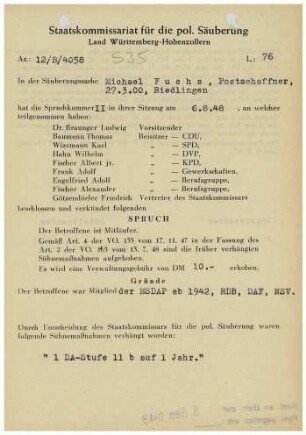 Staatskommissariat für die pol. Säuberung
Land Württemberg-Hohenzollern
Az.: 12/B/4058
535
L: 76
In der Säuberungssache Michael Fuchs, Postschaffner,
27.3.00, Riedlingen
hat die Spruchkammer II in ihrer Sitzung am 6.8.48. an welcher
teilgenommen haben:
Dr. Braunger Ludwig Vorsitzender
Baumann Thomas Beisitzer — CDU,
Wizemann Karl „ — SPD,
Hahn Wilhelm „ — DVP,
Fischer Albert jr. „ — KPD,
Frank Adolf „ — Gewerkschaften.
Engelfried Adolf „ — Berufsgruppe,
Fischer Alexander „ — Berufsgruppe,
Götzendörfer Friedrich Vertreter des Staatskommissars
beschlossen und verkündet folgenden
SPRUCH
Der Betroffene ist Mitläufer.
Gemäß Art. 4 der VO. 133 vom 17. 11. 47 in der Fassung des
Art. 2 der VO. 165 vom 13. 7. 48 sind die früher verhängten
Sühnemaßnahmen aufgehoben.
Es wird eine Verwaltungsgebühr von DM 10.- erhoben.
Gründe
Der Betroffene war Mitglied der NSDAP ab 1942, RDB, DAF, NSV.
Durch Entscheidung des Staatskommissars für die pol. Säuberung waren
folgende Sühnemaßnahmen verhängt worden:
" 1 DA-Stufe 11 b auf 1 Jahr."